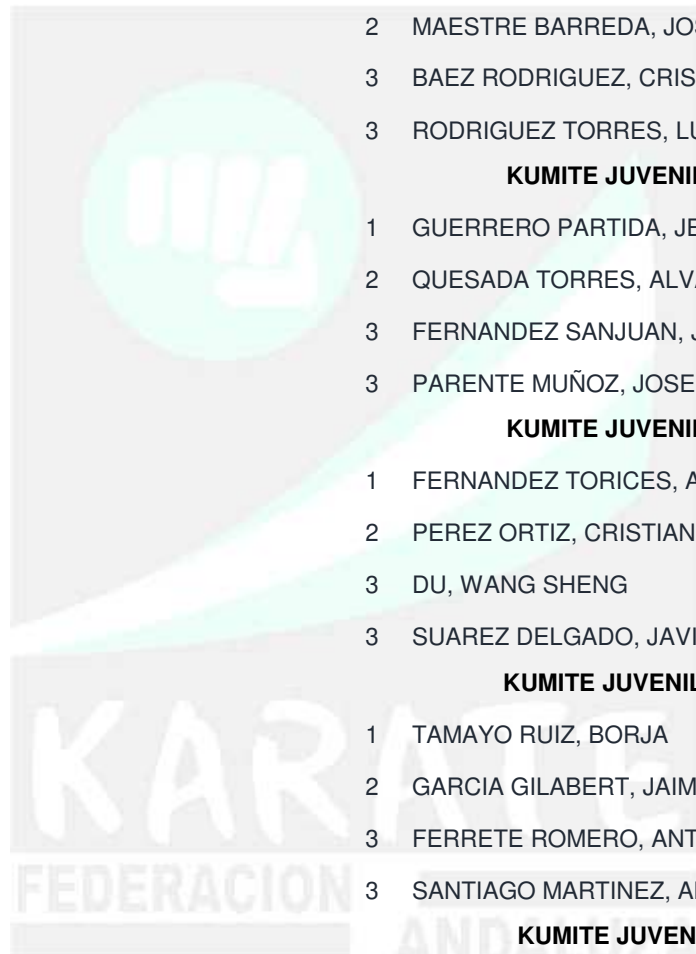 2 MAESTRE BARREDA, JOS
3 BAEZ RODRIGUEZ, CRIS
3 RODRIGUEZ TORRES, LU
KUMITE JUVENIL
1 GUERRERO PARTIDA, JE
2 QUESADA TORRES, ALVA
3 FERNANDEZ SANJUAN, J
3 PARENTE MUÑOZ, JOSE
KUMITE JUVENIL
1 FERNANDEZ TORICES, A
2 PEREZ ORTIZ, CRISTIAN
3 DU, WANG SHENG
3 SUAREZ DELGADO, JAVI
KUMITE JUVENIL
1 TAMAYO RUIZ, BORJA
2 GARCIA GILABERT, JAIM
3 FERRETE ROMERO, ANT
3 SANTIAGO MARTINEZ, A
KUMITE JUVEN
KARATE
FEDERACION
ANDALUZA